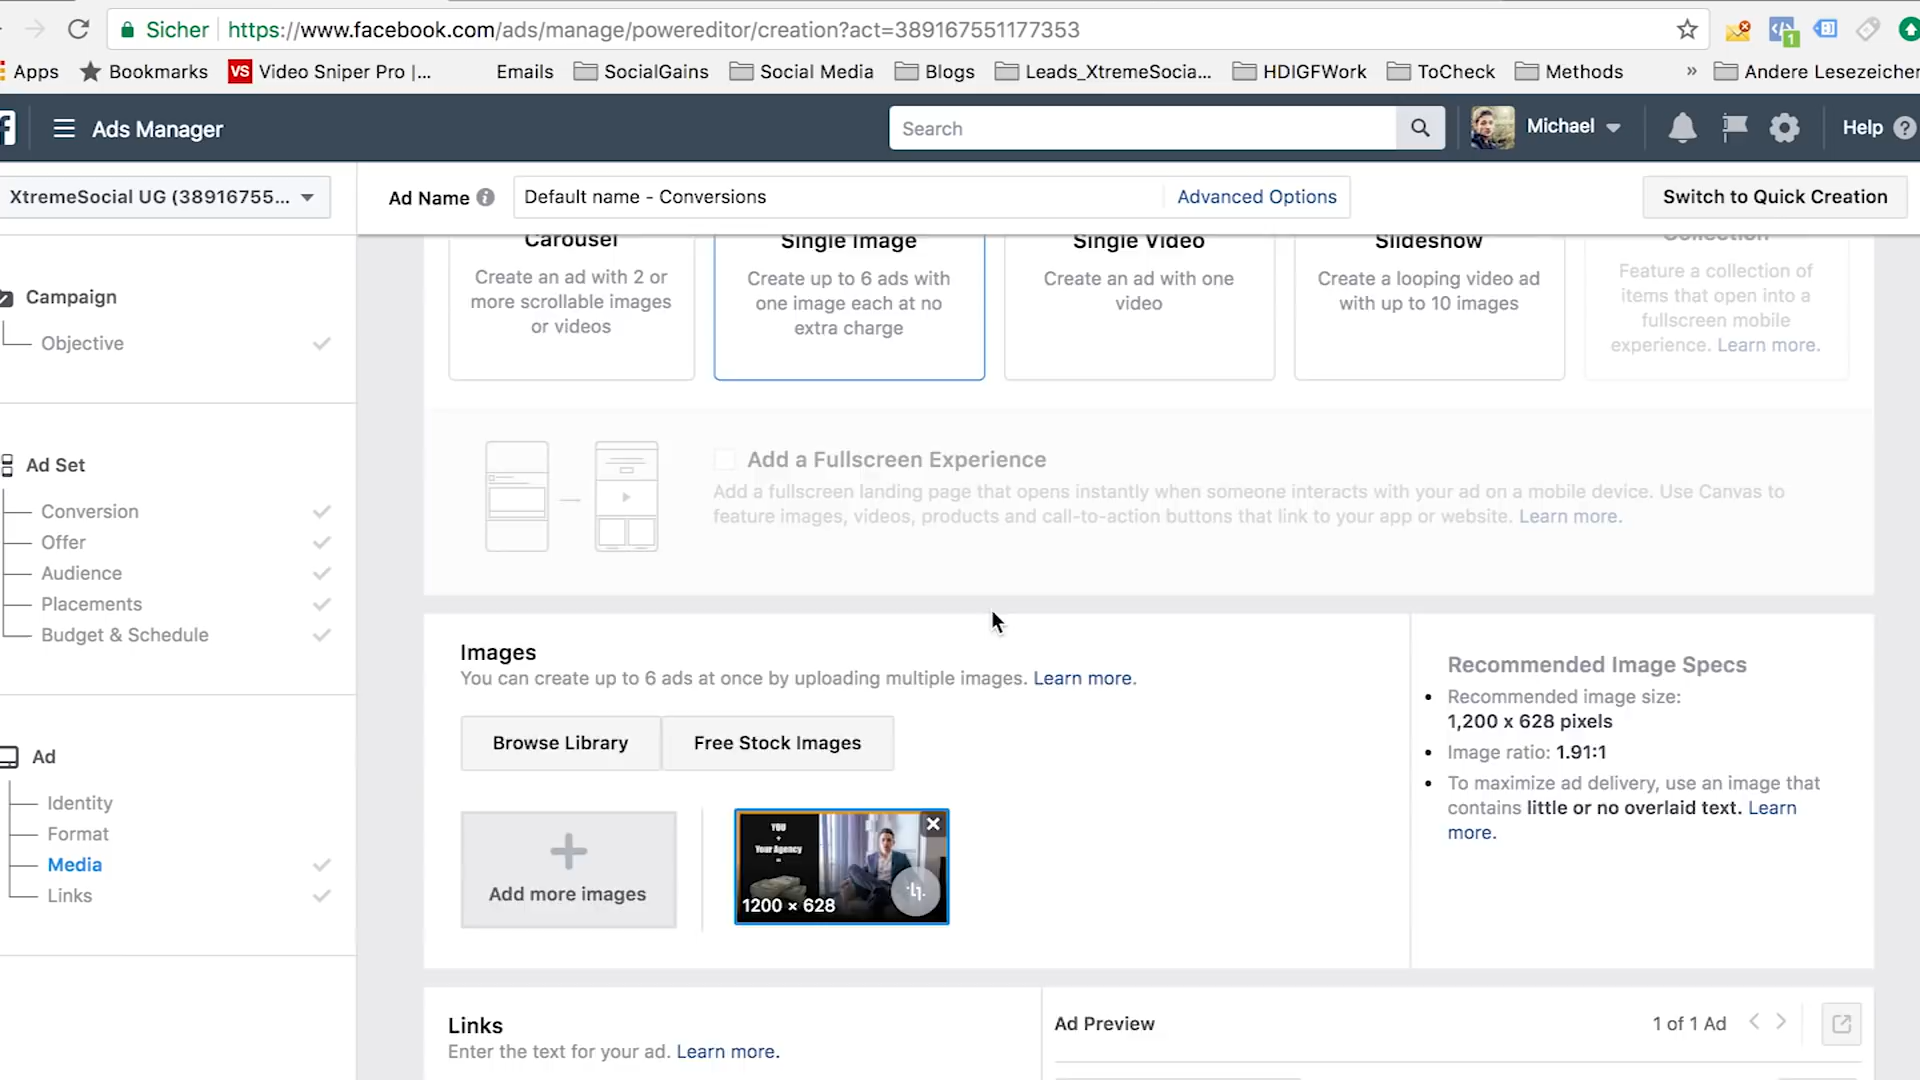 Sicher https://www.facebook.com/ads/manage/powereditor/creation?act=389167551177353
Apps Bookmarks VS Video Sniper Pro |... Emails SocialGains Social Media Blogs Leads_XtremeSocia... HDIGFWork ToCheck Methods » Andere Lesezeichen
Ads Manager Search Michael Help ?
XtremeSocial UG (38916755... Ad Name i Default name - Conversions Advanced Options Switch to Quick Creation
Campaign
Objective
Ad Set
Conversion
Offer
Audience
Placements
Budget & Schedule
Ad
Identity
Format
Media
Links
Carousel
Create an ad with 2 or
more scrollable images
or videos
Single Image
Create up to 6 ads with
one image each at no
extra charge
Single Video
Create an ad with one
video
Slideshow
Create a looping video ad
with up to 10 images
Collection
Feature a collection of
items that open into a
fullscreen mobile
experience. Learn more.
Add a Fullscreen Experience
Add a fullscreen landing page that opens instantly when someone interacts with your ad on a mobile device. Use Canvas to
feature images, videos, products and call-to-action buttons that link to your app or website. Learn more.
Images
You can create up to 6 ads at once by uploading multiple images. Learn more.
Browse Library Free Stock Images
Add more images
YOU
+
Your Agency
=
1200 × 628
Recommended Image Specs
• Recommended image size:
1,200 x 628 pixels
• Image ratio: 1.91:1
• To maximize ad delivery, use an image that
contains little or no overlaid text. Learn
more.
Links
Enter the text for your ad. Learn more.
Ad Preview 1 of 1 Ad